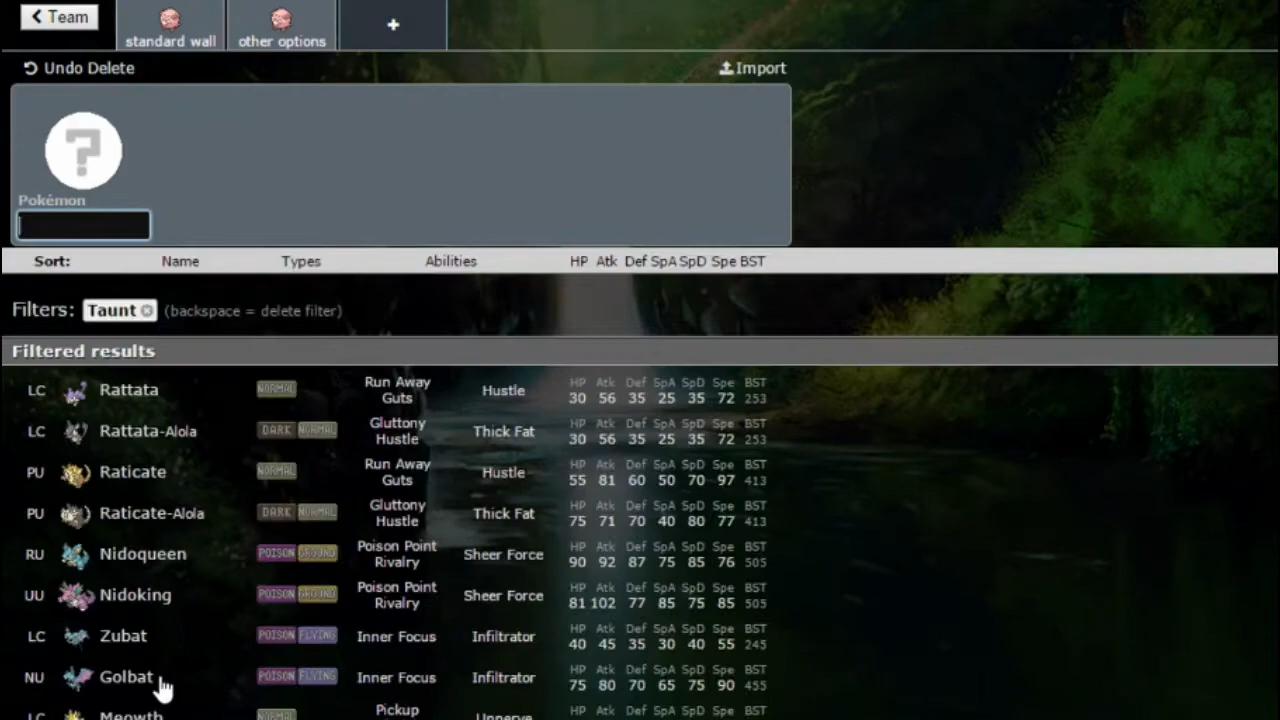 Team
standard wall
other options
+
Undo Delete
Import
?
Pokémon
Sort: Name Types Abilities HP Atk Def SpA SpD Spe BST
Filters: Taunt (backspace = delete filter)
Filtered results
LC Rattata NORMAL Run Away Guts Hustle HP 30 Atk 56 Def 35 SpA 25 SpD 35 Spe 72 BST 253
LC Rattata-Alola DARK NORMAL Gluttony Hustle Thick Fat HP 30 Atk 56 Def 35 SpA 25 SpD 35 Spe 72 BST 253
PU Raticate NORMAL Run Away Guts Hustle HP 55 Atk 81 Def 60 SpA 50 SpD 70 Spe 97 BST 413
PU Raticate-Alola DARK NORMAL Gluttony Hustle Thick Fat HP 75 Atk 71 Def 70 SpA 40 SpD 80 Spe 77 BST 413
RU Nidoqueen POISON GROUND Poison Point Rivalry Sheer Force HP 90 Atk 92 Def 87 SpA 75 SpD 85 Spe 76 BST 505
UU Nidoking POISON GROUND Poison Point Rivalry Sheer Force HP 81 Atk 102 Def 77 SpA 85 SpD 75 Spe 85 BST 505
LC Zubat POISON FLYING Inner Focus Infiltrator HP 40 Atk 45 Def 35 SpA 30 SpD 40 Spe 55 BST 245
NU Golbat POISON FLYING Inner Focus Infiltrator HP 75 Atk 80 Def 70 SpA 65 SpD 75 Spe 90 BST 455
LC Meowth NORMAL Pickup Unnerve HP Atk Def SpA SpD Spe BST